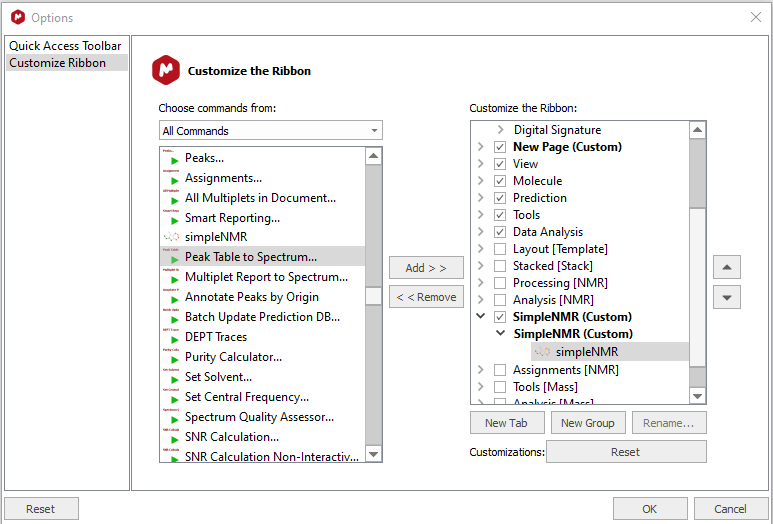 Options
Quick Access Toolbar
Customize Ribbon
Customize the Ribbon
Choose commands from:
All Commands
Peaks...
Assignments...
All Multiplets in Document...
Smart Reporting...
simpleNMR
Peak Table to Spectrum...
Multiplet Report to Spectrum...
Annotate Peaks by Origin
Batch Update Prediction DB...
DEPT Traces
Purity Calculator...
Set Solvent...
Set Central Frequency...
Spectrum Quality Assessor...
SNR Calculation...
SNR Calculation Non-Interactiv...
Add > >
< < Remove
Customize the Ribbon:
Digital Signature
New Page (Custom)
View
Molecule
Prediction
Tools
Data Analysis
Layout [Template]
Stacked [Stack]
Processing [NMR]
Analysis [NMR]
SimpleNMR (Custom)
SimpleNMR (Custom)
simpleNMR
Assignments [NMR]
Tools [Mass]
Analysis [Mass]
New Tab
New Group
Rename...
Customizations:
Reset
Reset
OK
Cancel